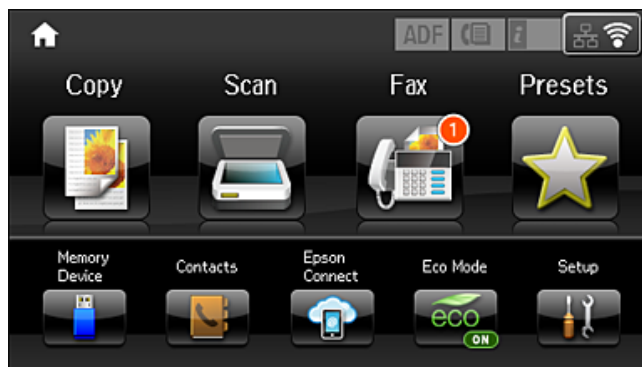 ADF
i
Copy
Scan
Fax
Presets
1
Memory
Device
Contacts
Epson
Connect
Eco Mode
Setup
eco
ON